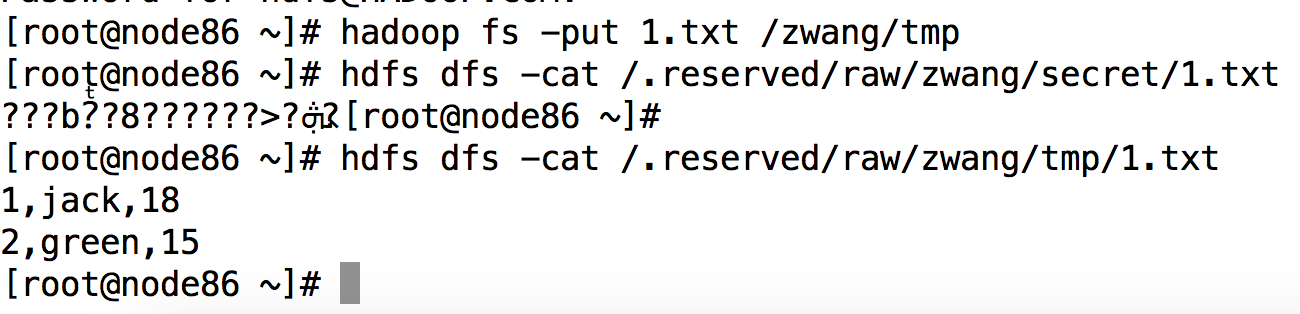 [root@node86 ~]# hadoop fs -put 1.txt /zwang/tmp
[root@node86 ~]# hdfs dfs -cat /.reserved/raw/zwang/secret/1.txt
???b??8??????>? [root@node86 ~]#
[root@node86 ~]# hdfs dfs -cat /.reserved/raw/zwang/tmp/1.txt
1,jack,18
2,green,15
[root@node86 ~]#